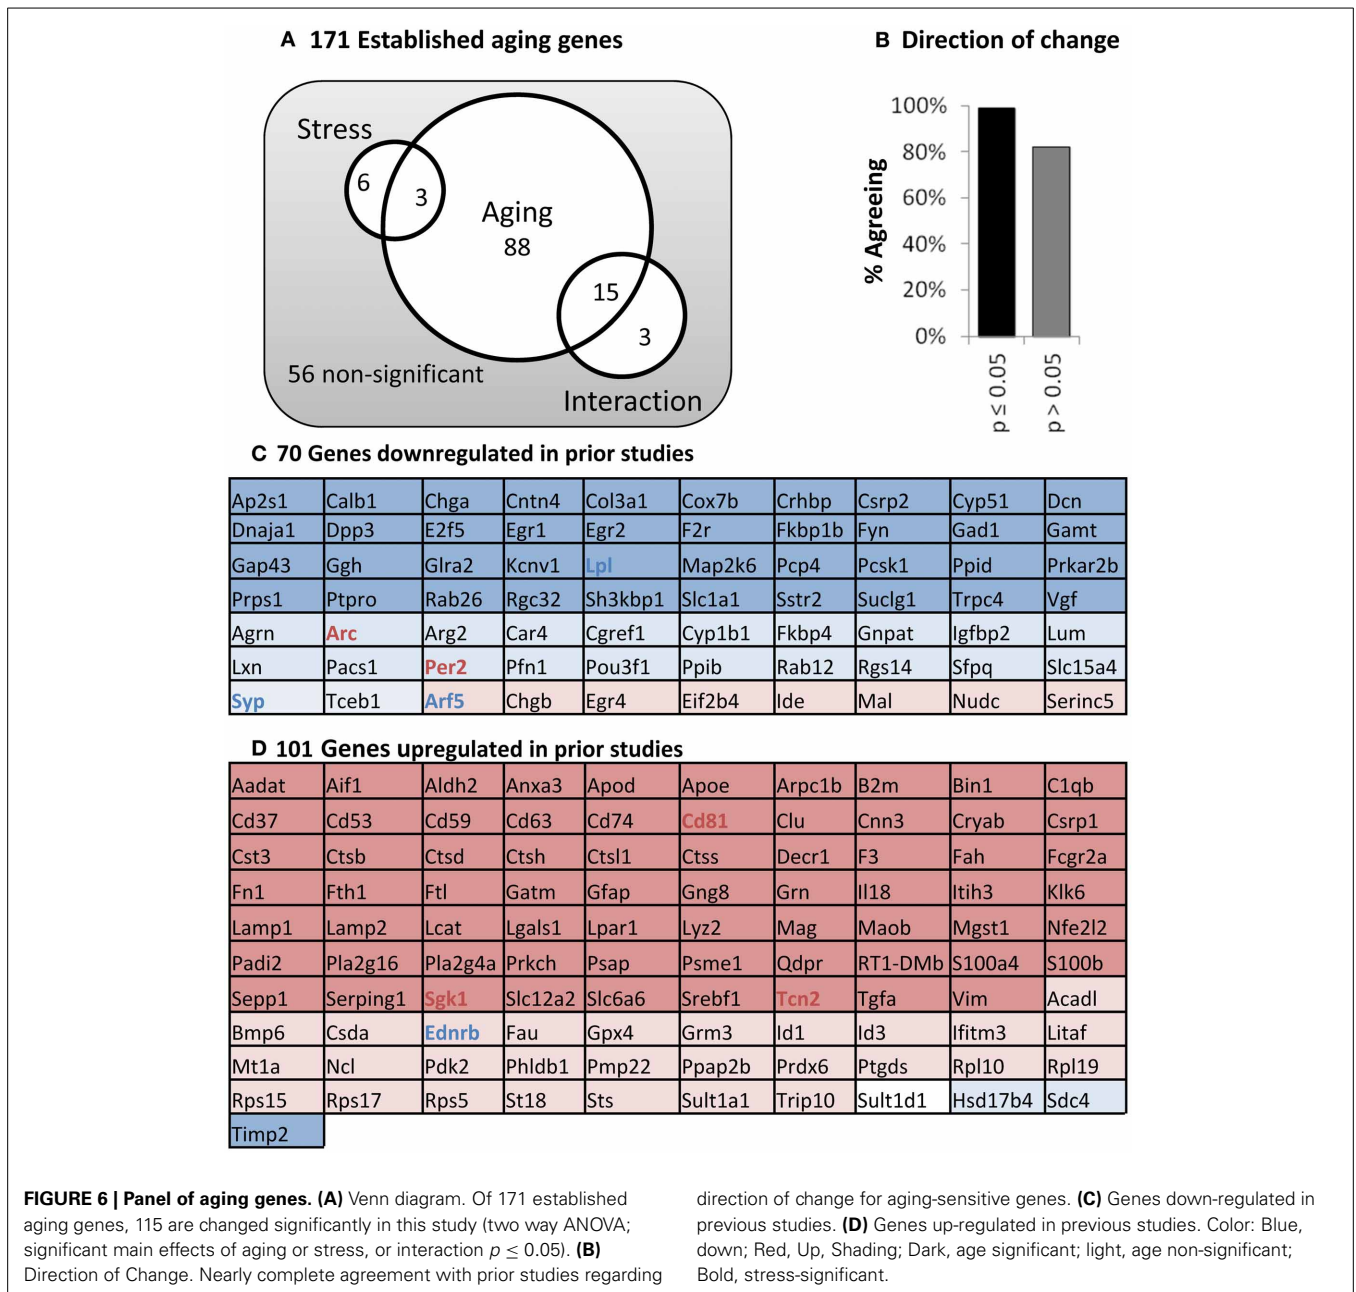 A 171 Established aging genes
Stress
6
3
Aging
88
15
3
56 non-significant
Interaction
B Direction of change
% Agreeing
100%
80%
60%
40%
20%
0%
p ≤ 0.05
p > 0.05
C 70 Genes downregulated in prior studies
Ap2s1 Calb1 Chga Cntn4 Col3a1 Cox7b Crhbp Csrp2 Cyp51 Dcn
Dnaja1 Dpp3 E2f5 Egr1 Egr2 F2r Fkbp1b Fyn Gad1 Gamt
Gap43 Ggh Glra2 Kcnv1 Lpl Map2k6 Pcp4 Pcsk1 Ppid Prkar2b
Prps1 Ptpro Rab26 Rgc32 Sh3kbp1 Slc1a1 Sstr2 Suclg1 Trpc4 Vgf
Agrn Arc Arg2 Car4 Cgref1 Cyp1b1 Fkbp4 Gnpat Igfbp2 Lum
Lxn Pacs1 Per2 Pfn1 Pou3f1 Ppib Rab12 Rgs14 Sfpq Slc15a4
Syp Tceb1 Arf5 Chgb Egr4 Eif2b4 Ide Mal Nudc Serinc5
D 101 Genes upregulated in prior studies
Aadat Aif1 Aldh2 Anxa3 Apod Apoe Arpc1b B2m Bin1 C1qb
Cd37 Cd53 Cd59 Cd63 Cd74 Cd81 Clu Cnn3 Cryab Csrp1
Cst3 Ctsb Ctsd Ctsh Ctsl1 Ctss Decr1 F3 Fah Fcgr2a
Fn1 Fth1 Ftl Gatm Gfap Gng8 Grn Il18 Itih3 Klk6
Lamp1 Lamp2 Lcat Lgals1 Lpar1 Lyz2 Mag Maob Mgst1 Nfe2l2
Padi2 Pla2g16 Pla2g4a Prkch Psap Psme1 Qdpr RT1-DMb S100a4 S100b
Sepp1 Serping1 Sgk1 Slc12a2 Slc6a6 Srebf1 Tcn2 Tgfa Vim Acadl
Bmp6 Csda Ednrb Fau Gpx4 Grm3 Id1 Id3 Ifitm3 Litaf
Mt1a Ncl Pdk2 Phldb1 Pmp22 Ppap2b Prdx6 Ptgds Rpl10 Rpl19
Rps15 Rps17 Rps5 St18 Sts Sult1a1 Trip10 Sult1d1 Hsd17b4 Sdc4
Timp2
FIGURE 6 | Panel of aging genes. (A) Venn diagram. Of 171 established
aging genes, 115 are changed significantly in this study (two way ANOVA;
significant main effects of aging or stress, or interaction p ≤ 0.05). (B)
Direction of Change. Nearly complete agreement with prior studies regarding
direction of change for aging-sensitive genes. (C) Genes down-regulated in
previous studies. (D) Genes up-regulated in previous studies. Color: Blue,
down; Red, Up, Shading; Dark, age significant; light, age non-significant;
Bold, stress-significant.